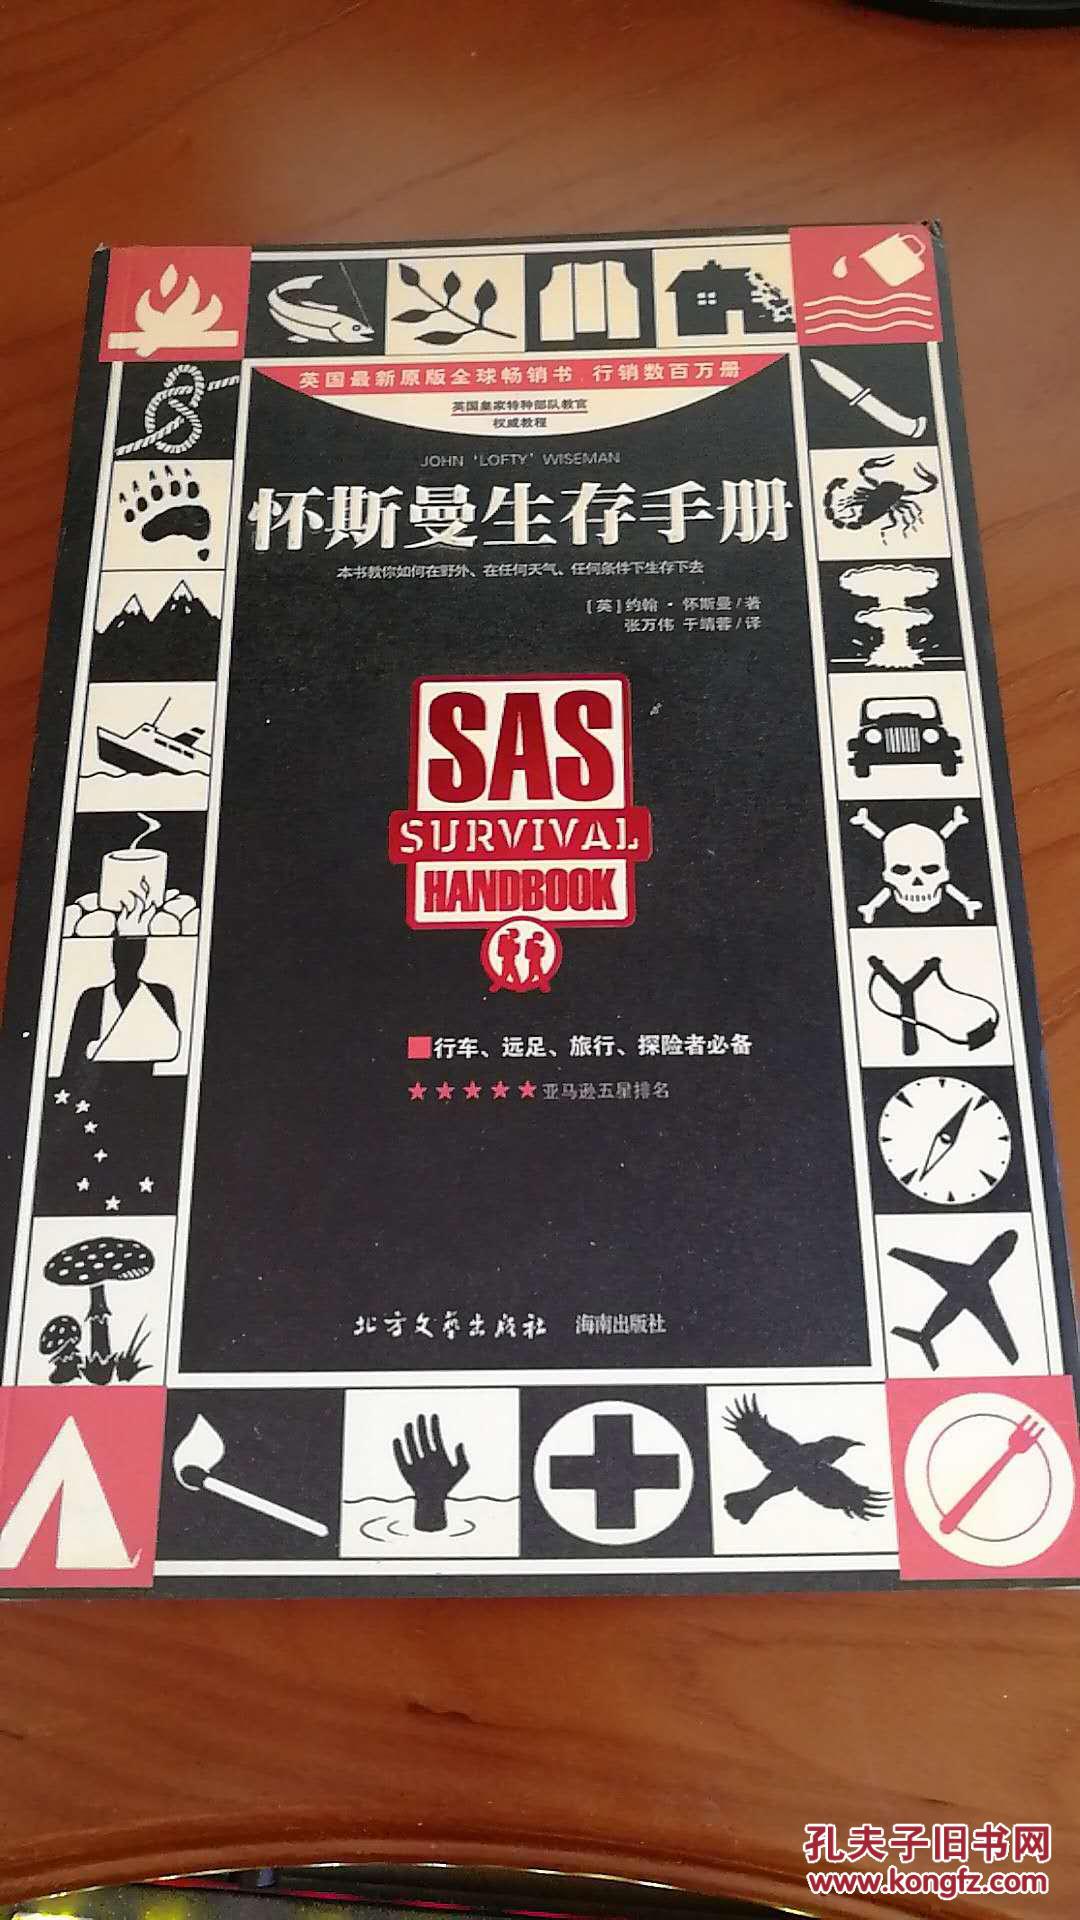 英国最新原版全球畅销书 行销数百万册
英国皇家特种部队教官
权威教程
JOHN 'LOFTY' WISEMAN
怀斯曼生存手册
本书教你如何在野外、在任何天气、任何条件下生存下去
[英]约翰·怀斯曼/著
张万伟 于靖蓉/译
SAS
SURVIVAL
HANDBOOK
行车、远足、旅行、探险者必备
亚马逊五星排名
北方文艺出版社 海南出版社
孔夫子旧书网
www.kongfz.com